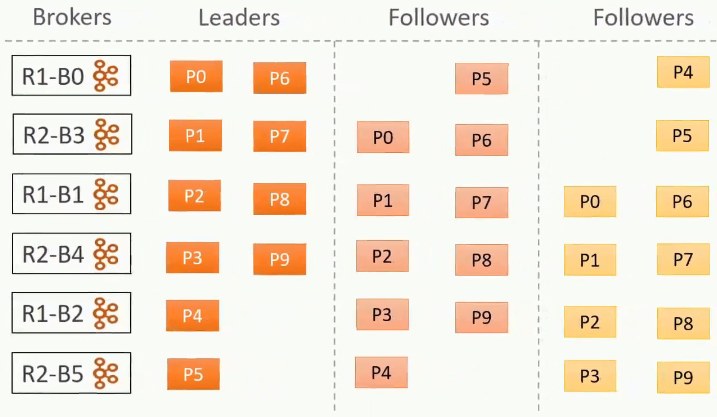 Brokers Leaders Followers Followers
R1-B0 P0 P6 P5 P4
R2-B3 P1 P7 P0 P6 P5
R1-B1 P2 P8 P1 P7 P0 P6
R2-B4 P3 P9 P2 P8 P1 P7
R1-B2 P4 P3 P9 P2 P8
R2-B5 P5 P4 P3 P9